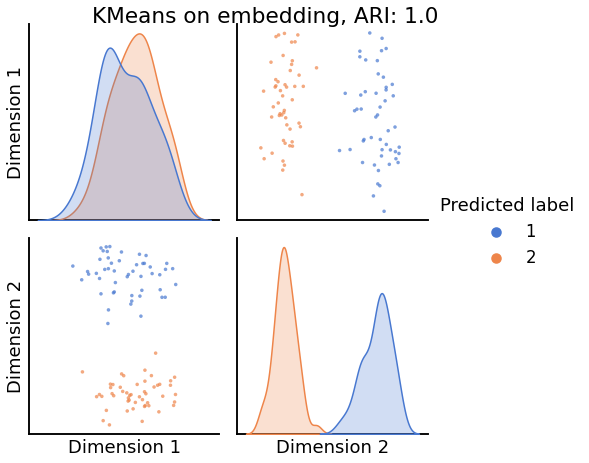 KMeans on embedding, ARI: 1.0
Dimension 1
Predicted label
1
2
Dimension 2
Dimension 1
Dimension 2